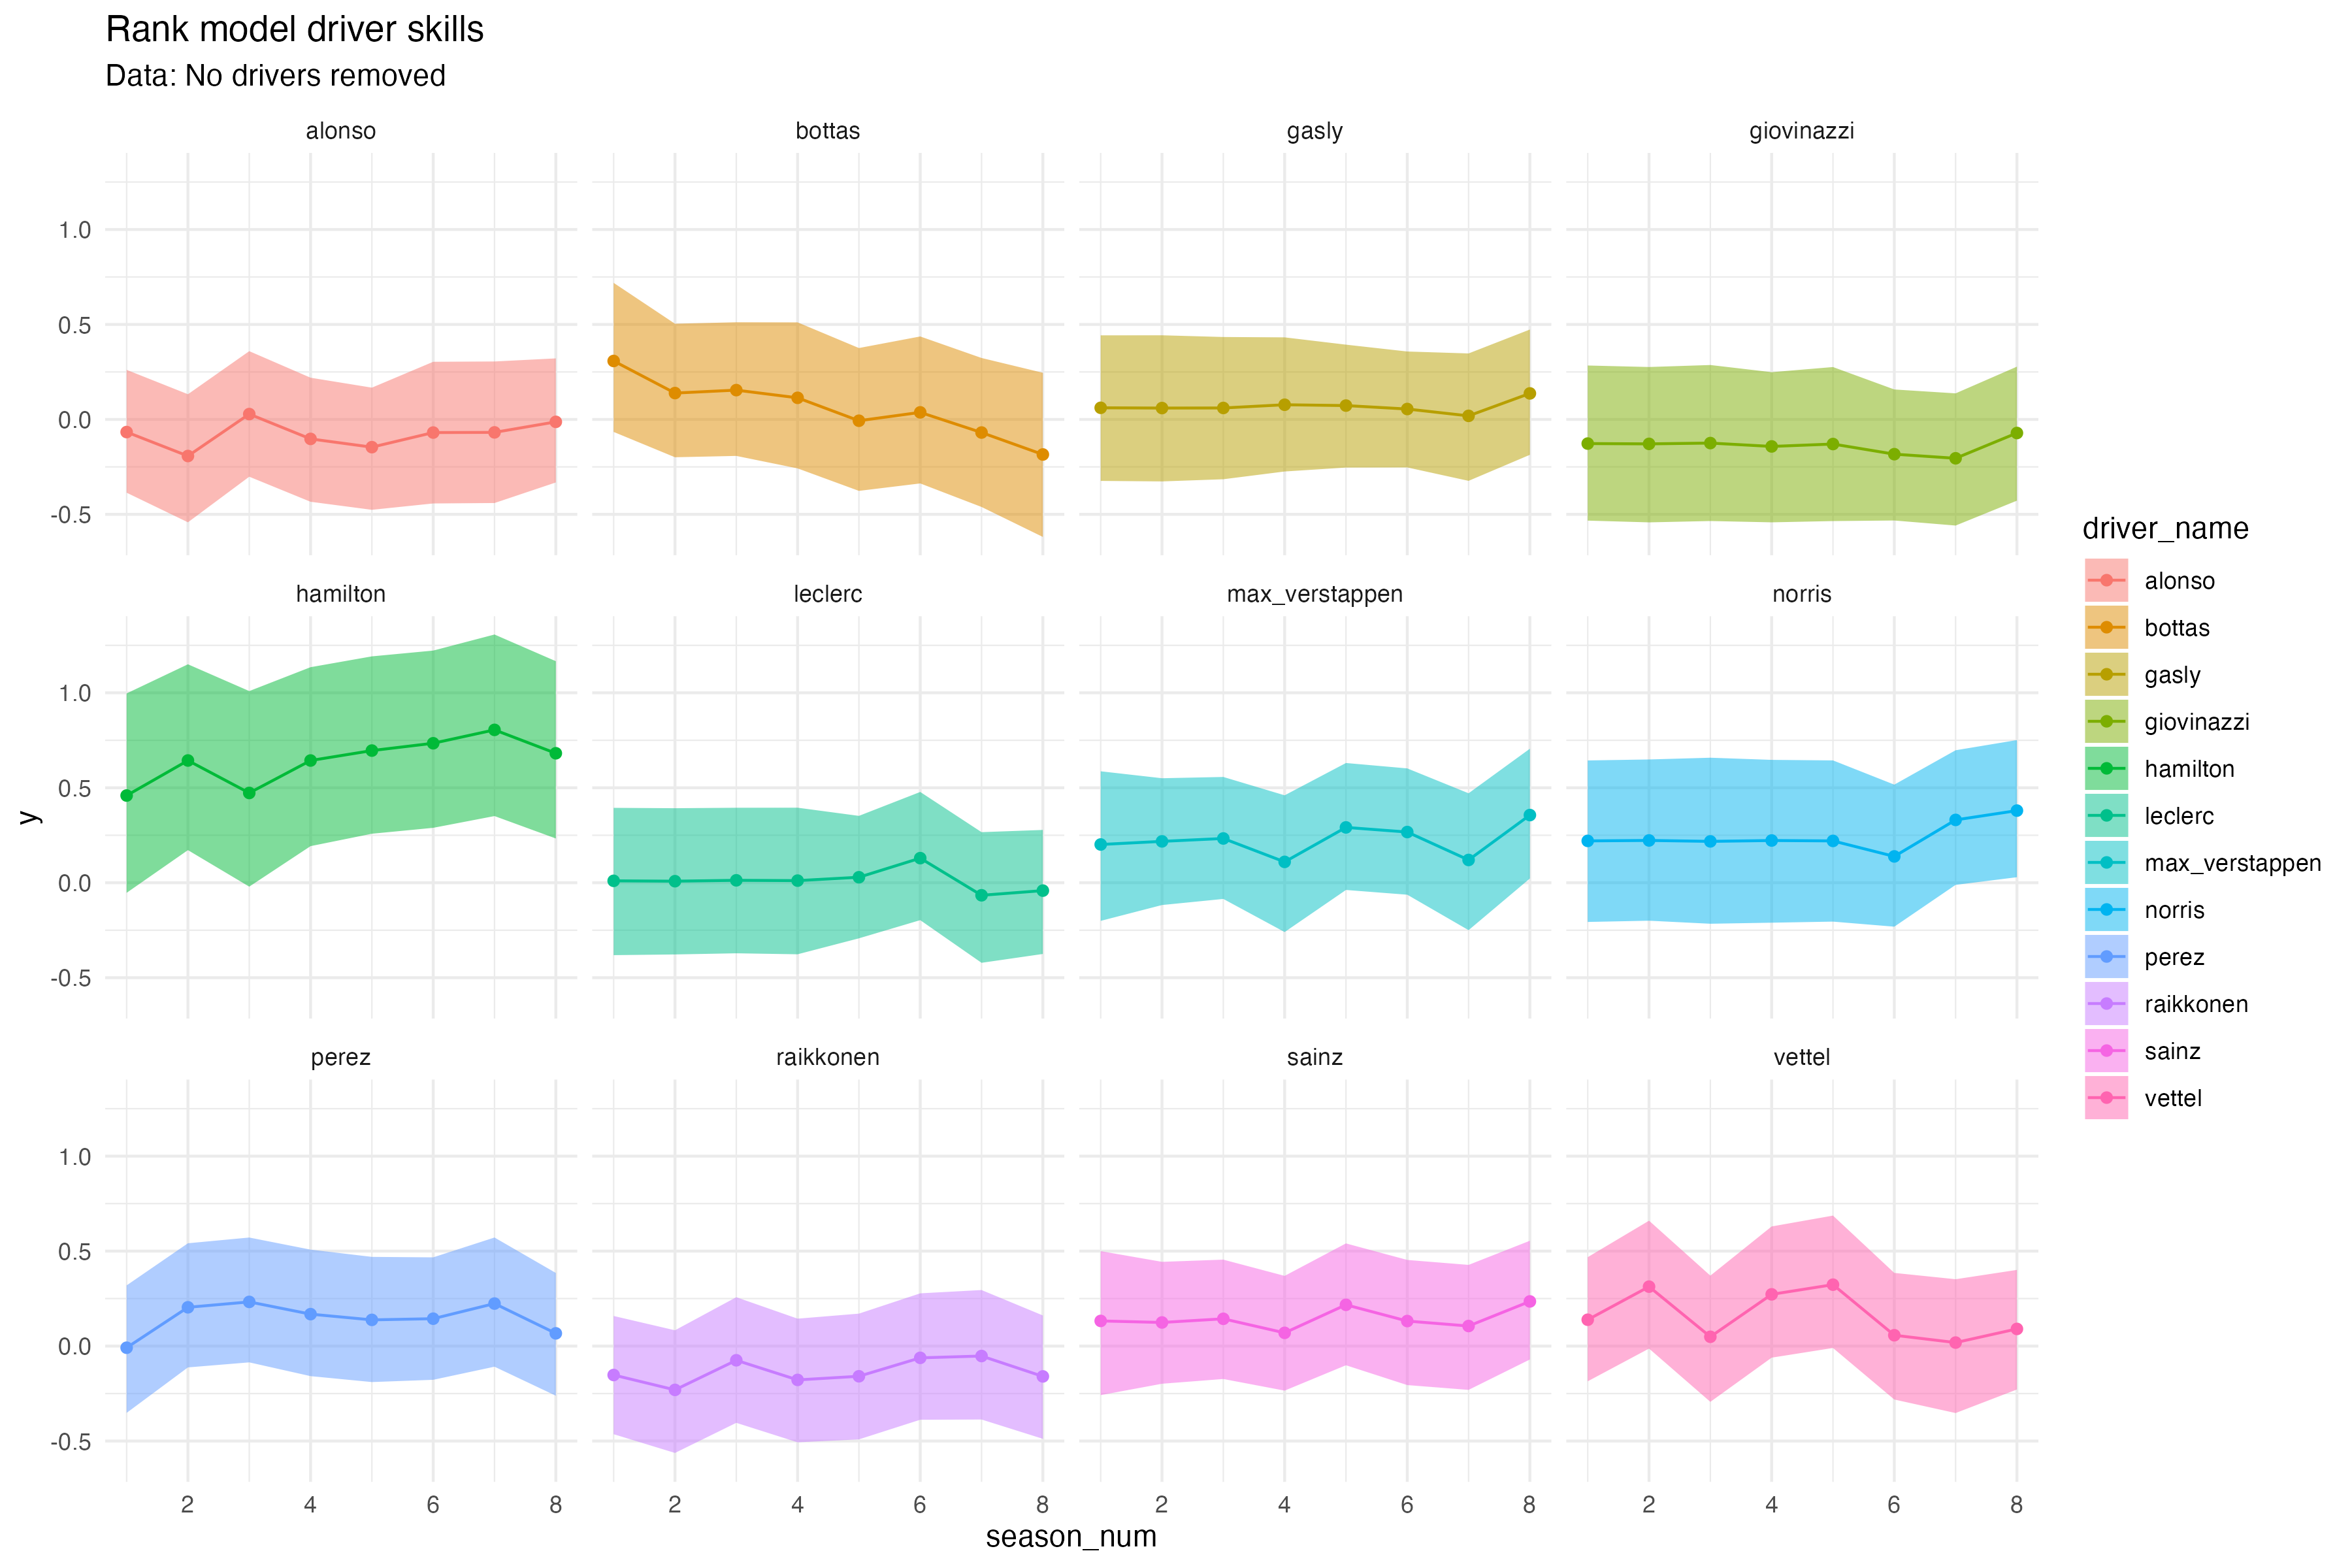 Rank model driver skills
Data: No drivers removed
alonso bottas gasly giovinazzi
1.0
0.5
0.0
-0.5
hamilton leclerc max_verstappen norris
1.0
0.5
0.0
-0.5
perez raikkonen sainz vettel
1.0
0.5
0.0
-0.5
2 4 6 8 2 4 6 8 2 4 6 8 2 4 6 8
season_num
y
driver_name
alonso
bottas
gasly
giovinazzi
hamilton
leclerc
max_verstappen
norris
perez
raikkonen
sainz
vettel